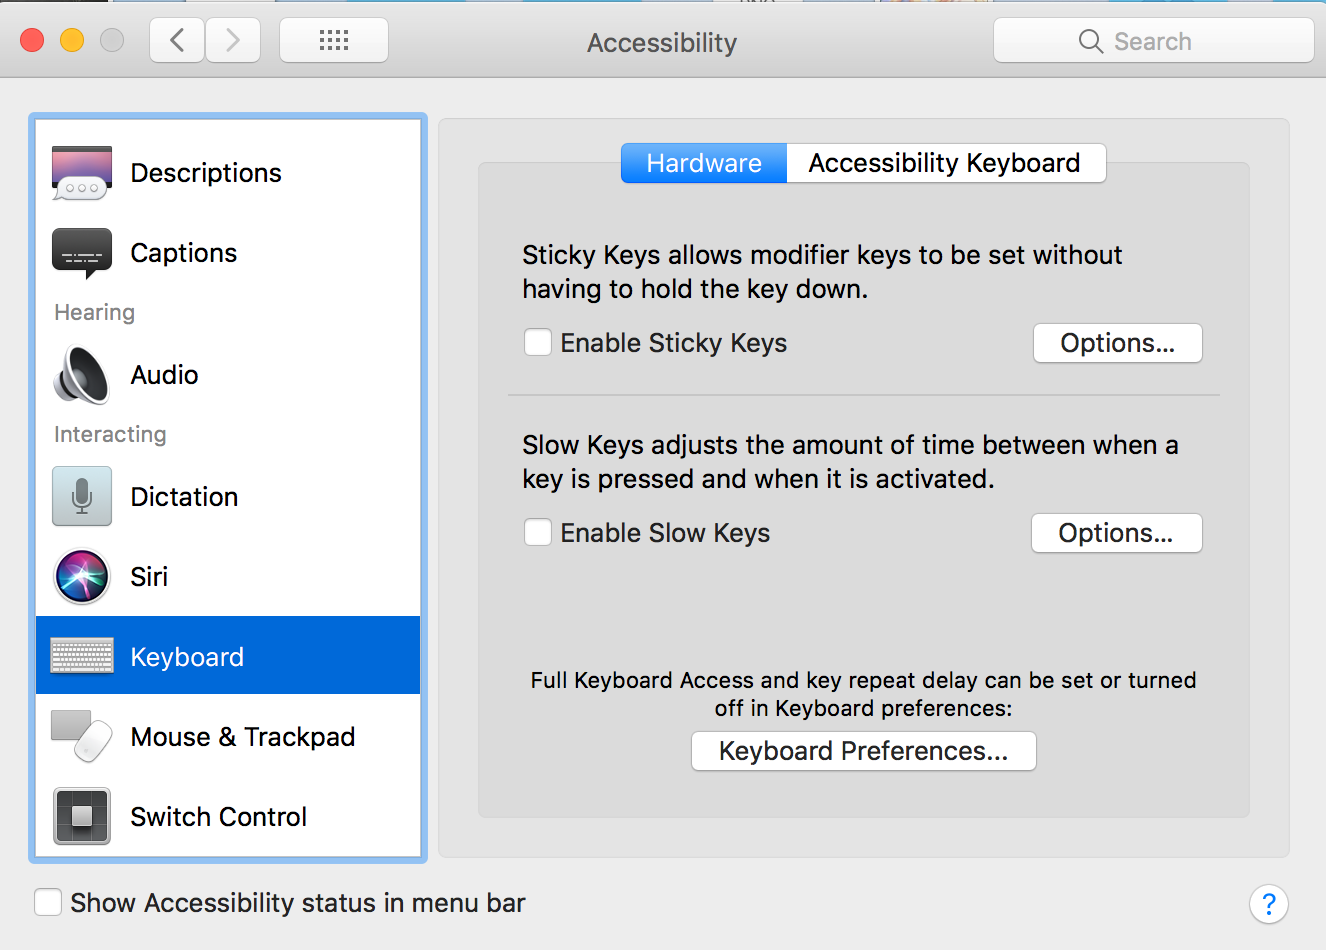 Accessibility
Search
Descriptions
Captions
Hearing
Audio
Interacting
Dictation
Siri
Keyboard
Mouse & Trackpad
Switch Control
Hardware
Accessibility Keyboard
Sticky Keys allows modifier keys to be set without
having to hold the key down.
Enable Sticky Keys
Options...
Slow Keys adjusts the amount of time between when a
key is pressed and when it is activated.
Enable Slow Keys
Options...
Full Keyboard Access and key repeat delay can be set or turned
off in Keyboard preferences:
Keyboard Preferences...
Show Accessibility status in menu bar
?